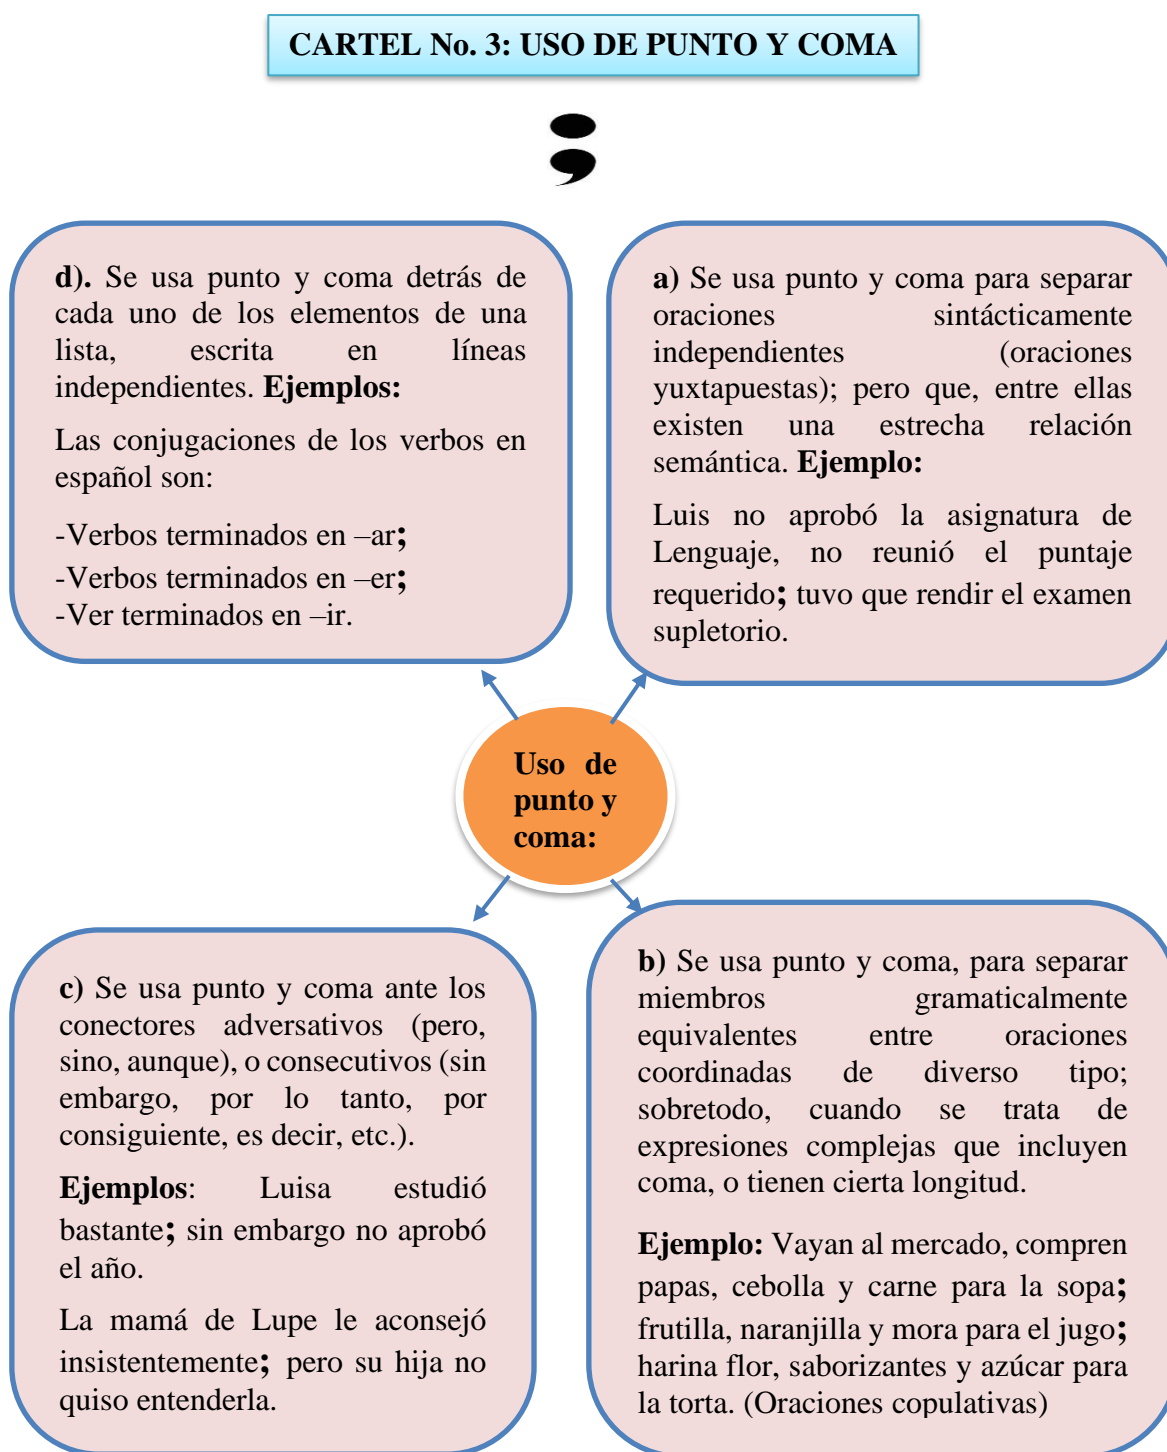 CARTEL No. 3: USO DE PUNTO Y COMA
;
d). Se usa punto y coma detrás de
cada uno de los elementos de una
lista, escrita en líneas
independientes. Ejemplos:
Las conjugaciones de los verbos en
español son:
-Verbos terminados en –ar;
-Verbos terminados en –er;
-Ver terminados en –ir.
a) Se usa punto y coma para separar
oraciones sintácticamente
independientes (oraciones
yuxtapuestas); pero que, entre ellas
existen una estrecha relación
semántica. Ejemplo:
Luis no aprobó la asignatura de
Lenguaje, no reunió el puntaje
requerido; tuvo que rendir el examen
supletorio.
Uso de
punto y
coma:
c) Se usa punto y coma ante los
conectores adversativos (pero,
sino, aunque), o consecutivos (sin
embargo, por lo tanto, por
consiguiente, es decir, etc.).
Ejemplos: Luisa estudió
bastante; sin embargo no aprobó
el año.
La mamá de Lupe le aconsejó
insistentemente; pero su hija no
quiso entenderla.
b) Se usa punto y coma, para separar
miembros gramaticalmente
equivalentes entre oraciones
coordinadas de diverso tipo;
sobretodo, cuando se trata de
expresiones complejas que incluyen
coma, o tienen cierta longitud.
Ejemplo: Vayan al mercado, compren
papas, cebolla y carne para la sopa;
frutilla, naranjilla y mora para el jugo;
harina flor, saborizantes y azúcar para
la torta. (Oraciones copulativas)